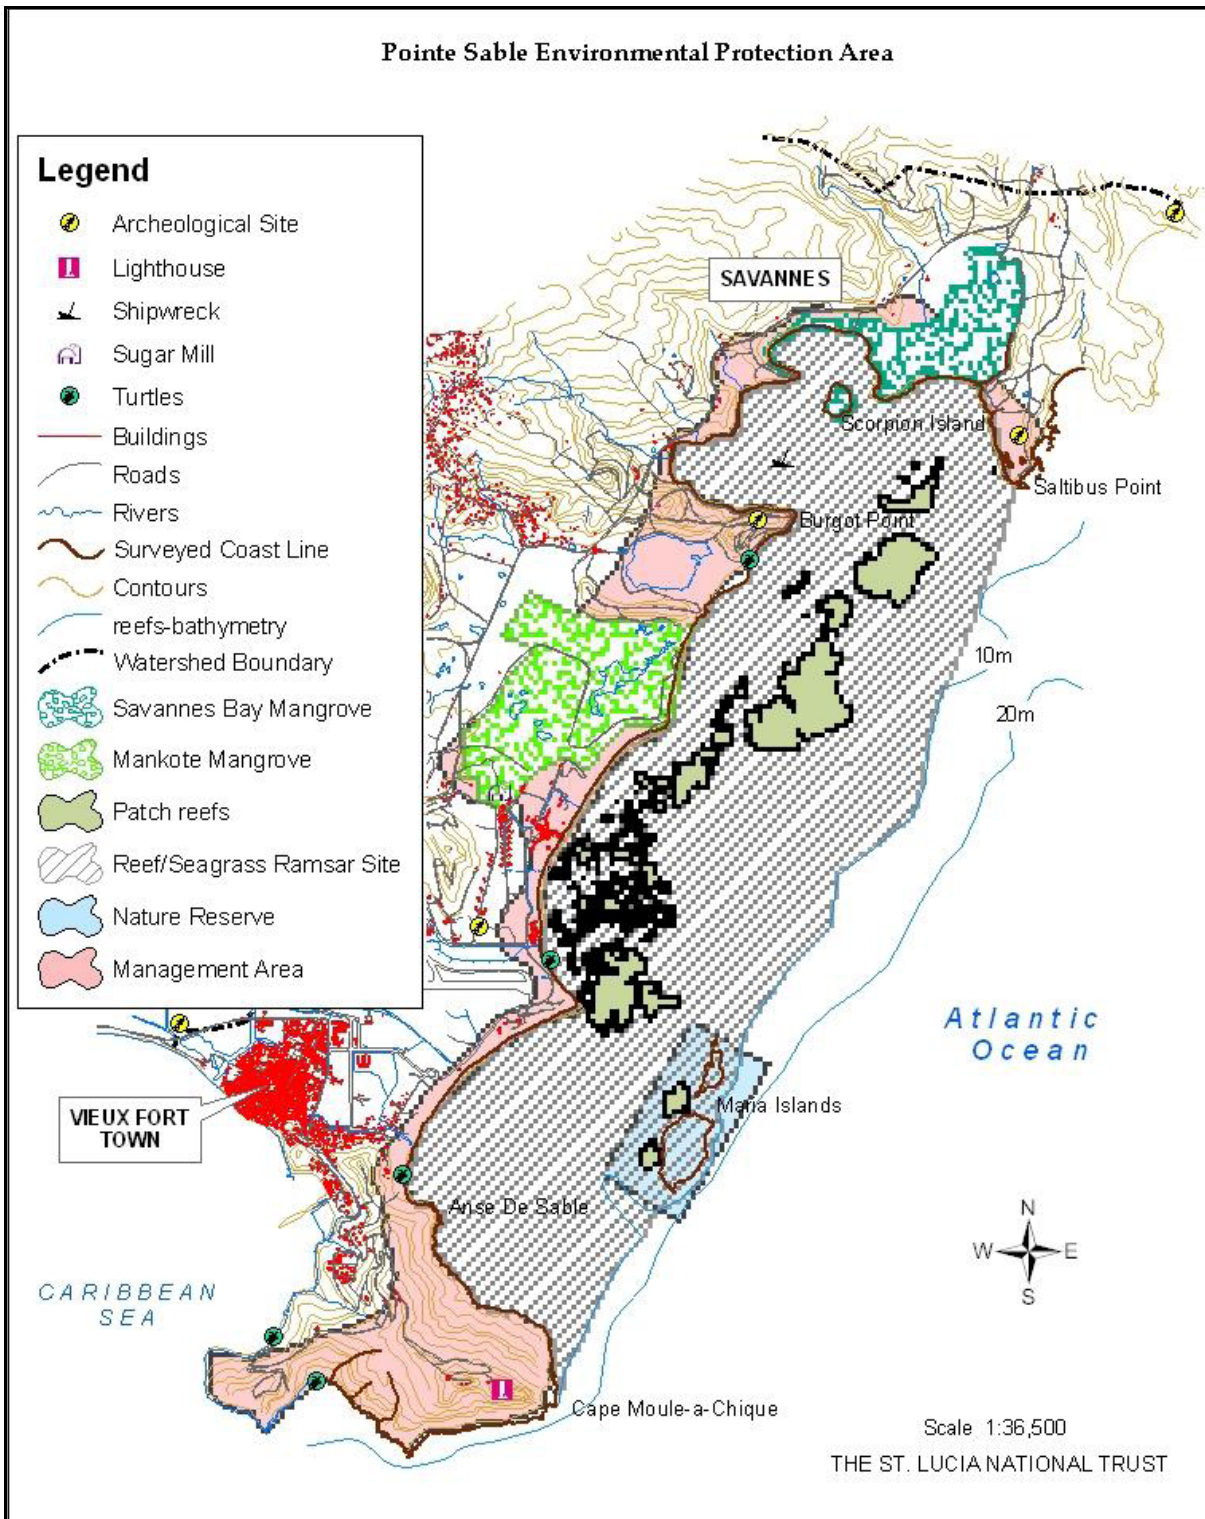 Pointe Sable Environmental Protection Area
Legend
Archeological Site
Lighthouse
Shipwreck
Sugar Mill
Turtles
Buildings
Roads
Rivers
Surveyed Coast Line
Contours
reefs-bathymetry
Watershed Boundary
Savannes Bay Mangrove
Mankote Mangrove
Patch reefs
Reef/Seagrass Ramsar Site
Nature Reserve
Management Area
SAVANNES
Scorpion Island
Saltibus Point
Burgot Point
10m
20m
Atlantic
Ocean
Maria Islands
VIEUX FORT
TOWN
Anse De Sable
N
W E
S
CARIBBEAN
SEA
Cape Moule-a-Chique
Scale 1:36,500
THE ST. LUCIA NATIONAL TRUST